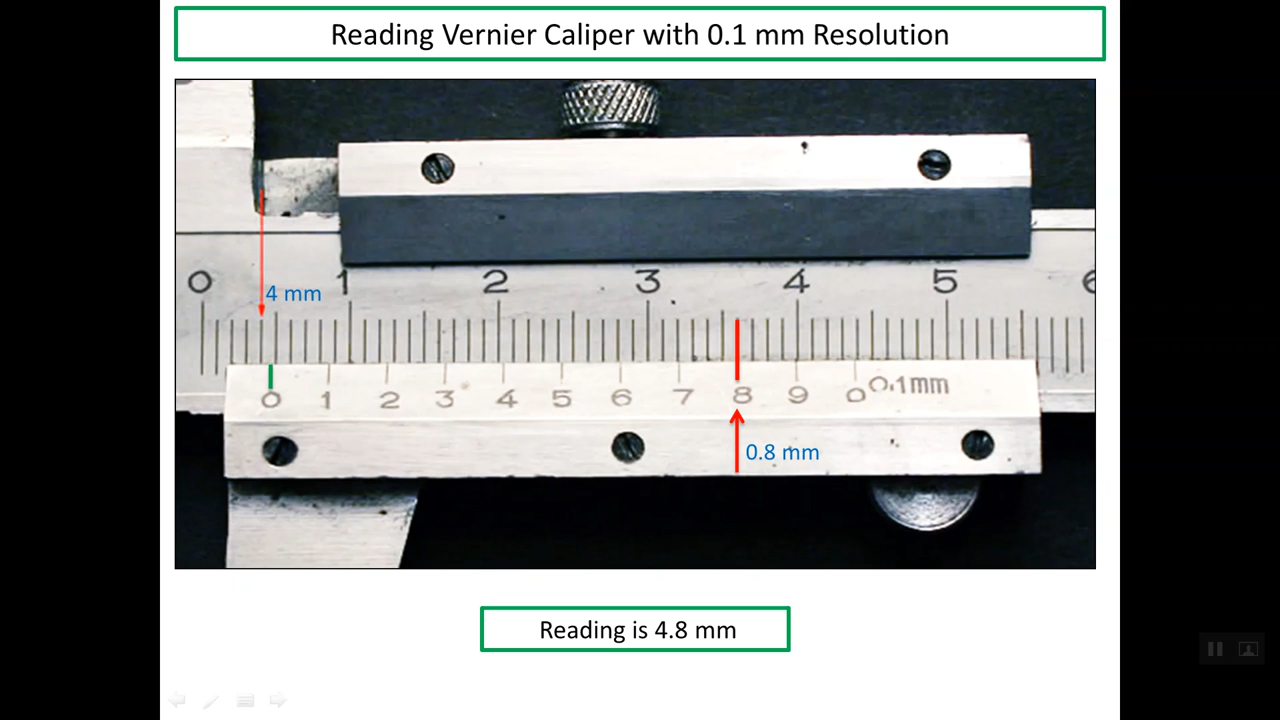 Reading Vernier Caliper with 0.1 mm Resolution
0 1 2 3 4 5 6
4 mm
0 1 2 3 4 5 6 7 8 9 0 0.1mm
0.8 mm
Reading is 4.8 mm